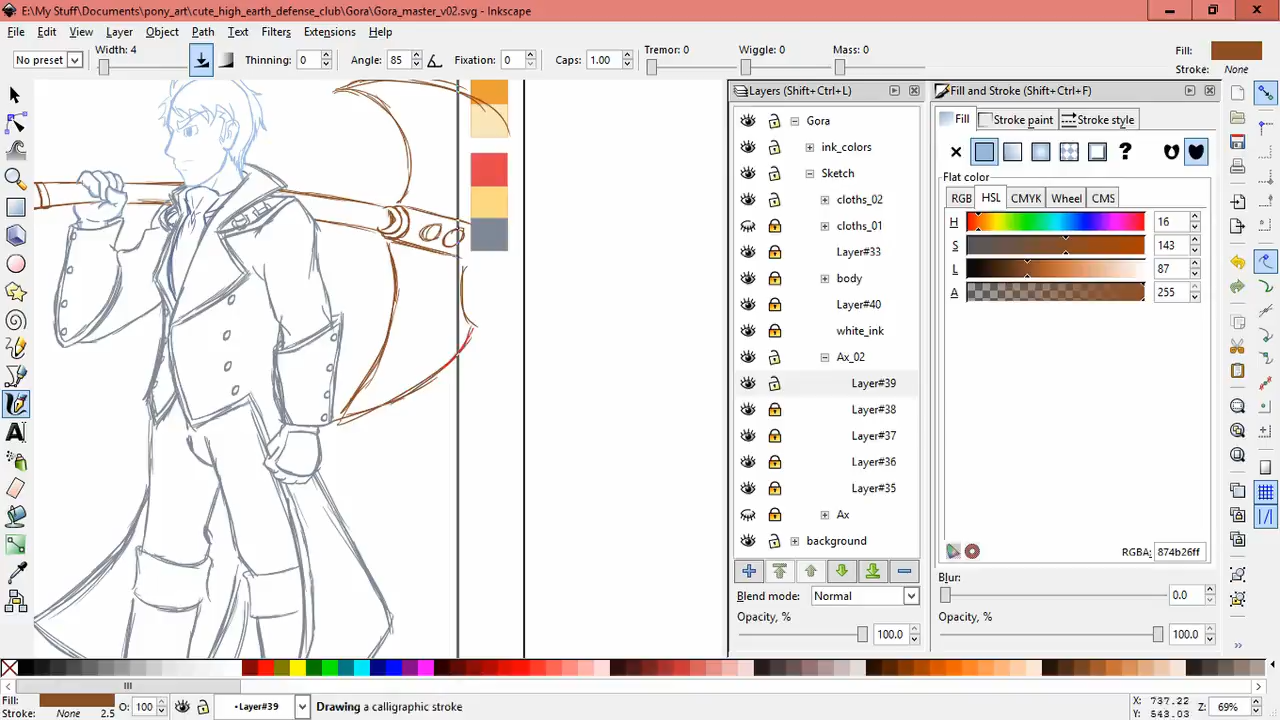 E:\My Stuff\Documents\pony_art\cute_high_earth_defense_club\Gora\Gora_master_v02.svg - Inkscape
File Edit View Layer Object Path Filters Text Extensions Help
No preset Width: 4 Thinning: 0 Angle: 85 Fixation: 0 Caps: 1.00 Tremor: 0 Wiggle: 0 Mass: 0 Fill:
Stroke: None
Layers (Shift+Ctrl+L)
Gora
ink_colors
Sketch
cloths_02
cloths_01
Layer#33
body
Layer#40
white_ink
Ax_02
Layer#39
Layer#38
Layer#37
Layer#36
Layer#35
Ax
background
Blend mode: Normal
Opacity, % 100.0
Fill and Stroke (Shift+Ctrl+F)
Fill Stroke paint Stroke style
?
Flat color
RGB HSL CMYK Wheel CMS
H 16
S 143
L 87
A 255
RGBA: 874b26ff
Blur: 0.0
Opacity, % 100.0
Fill: O: 100 •Layer#39 Drawing a calligraphic stroke X: 737.22 Z: 69%
Stroke: None 2.5 Y: 543.03